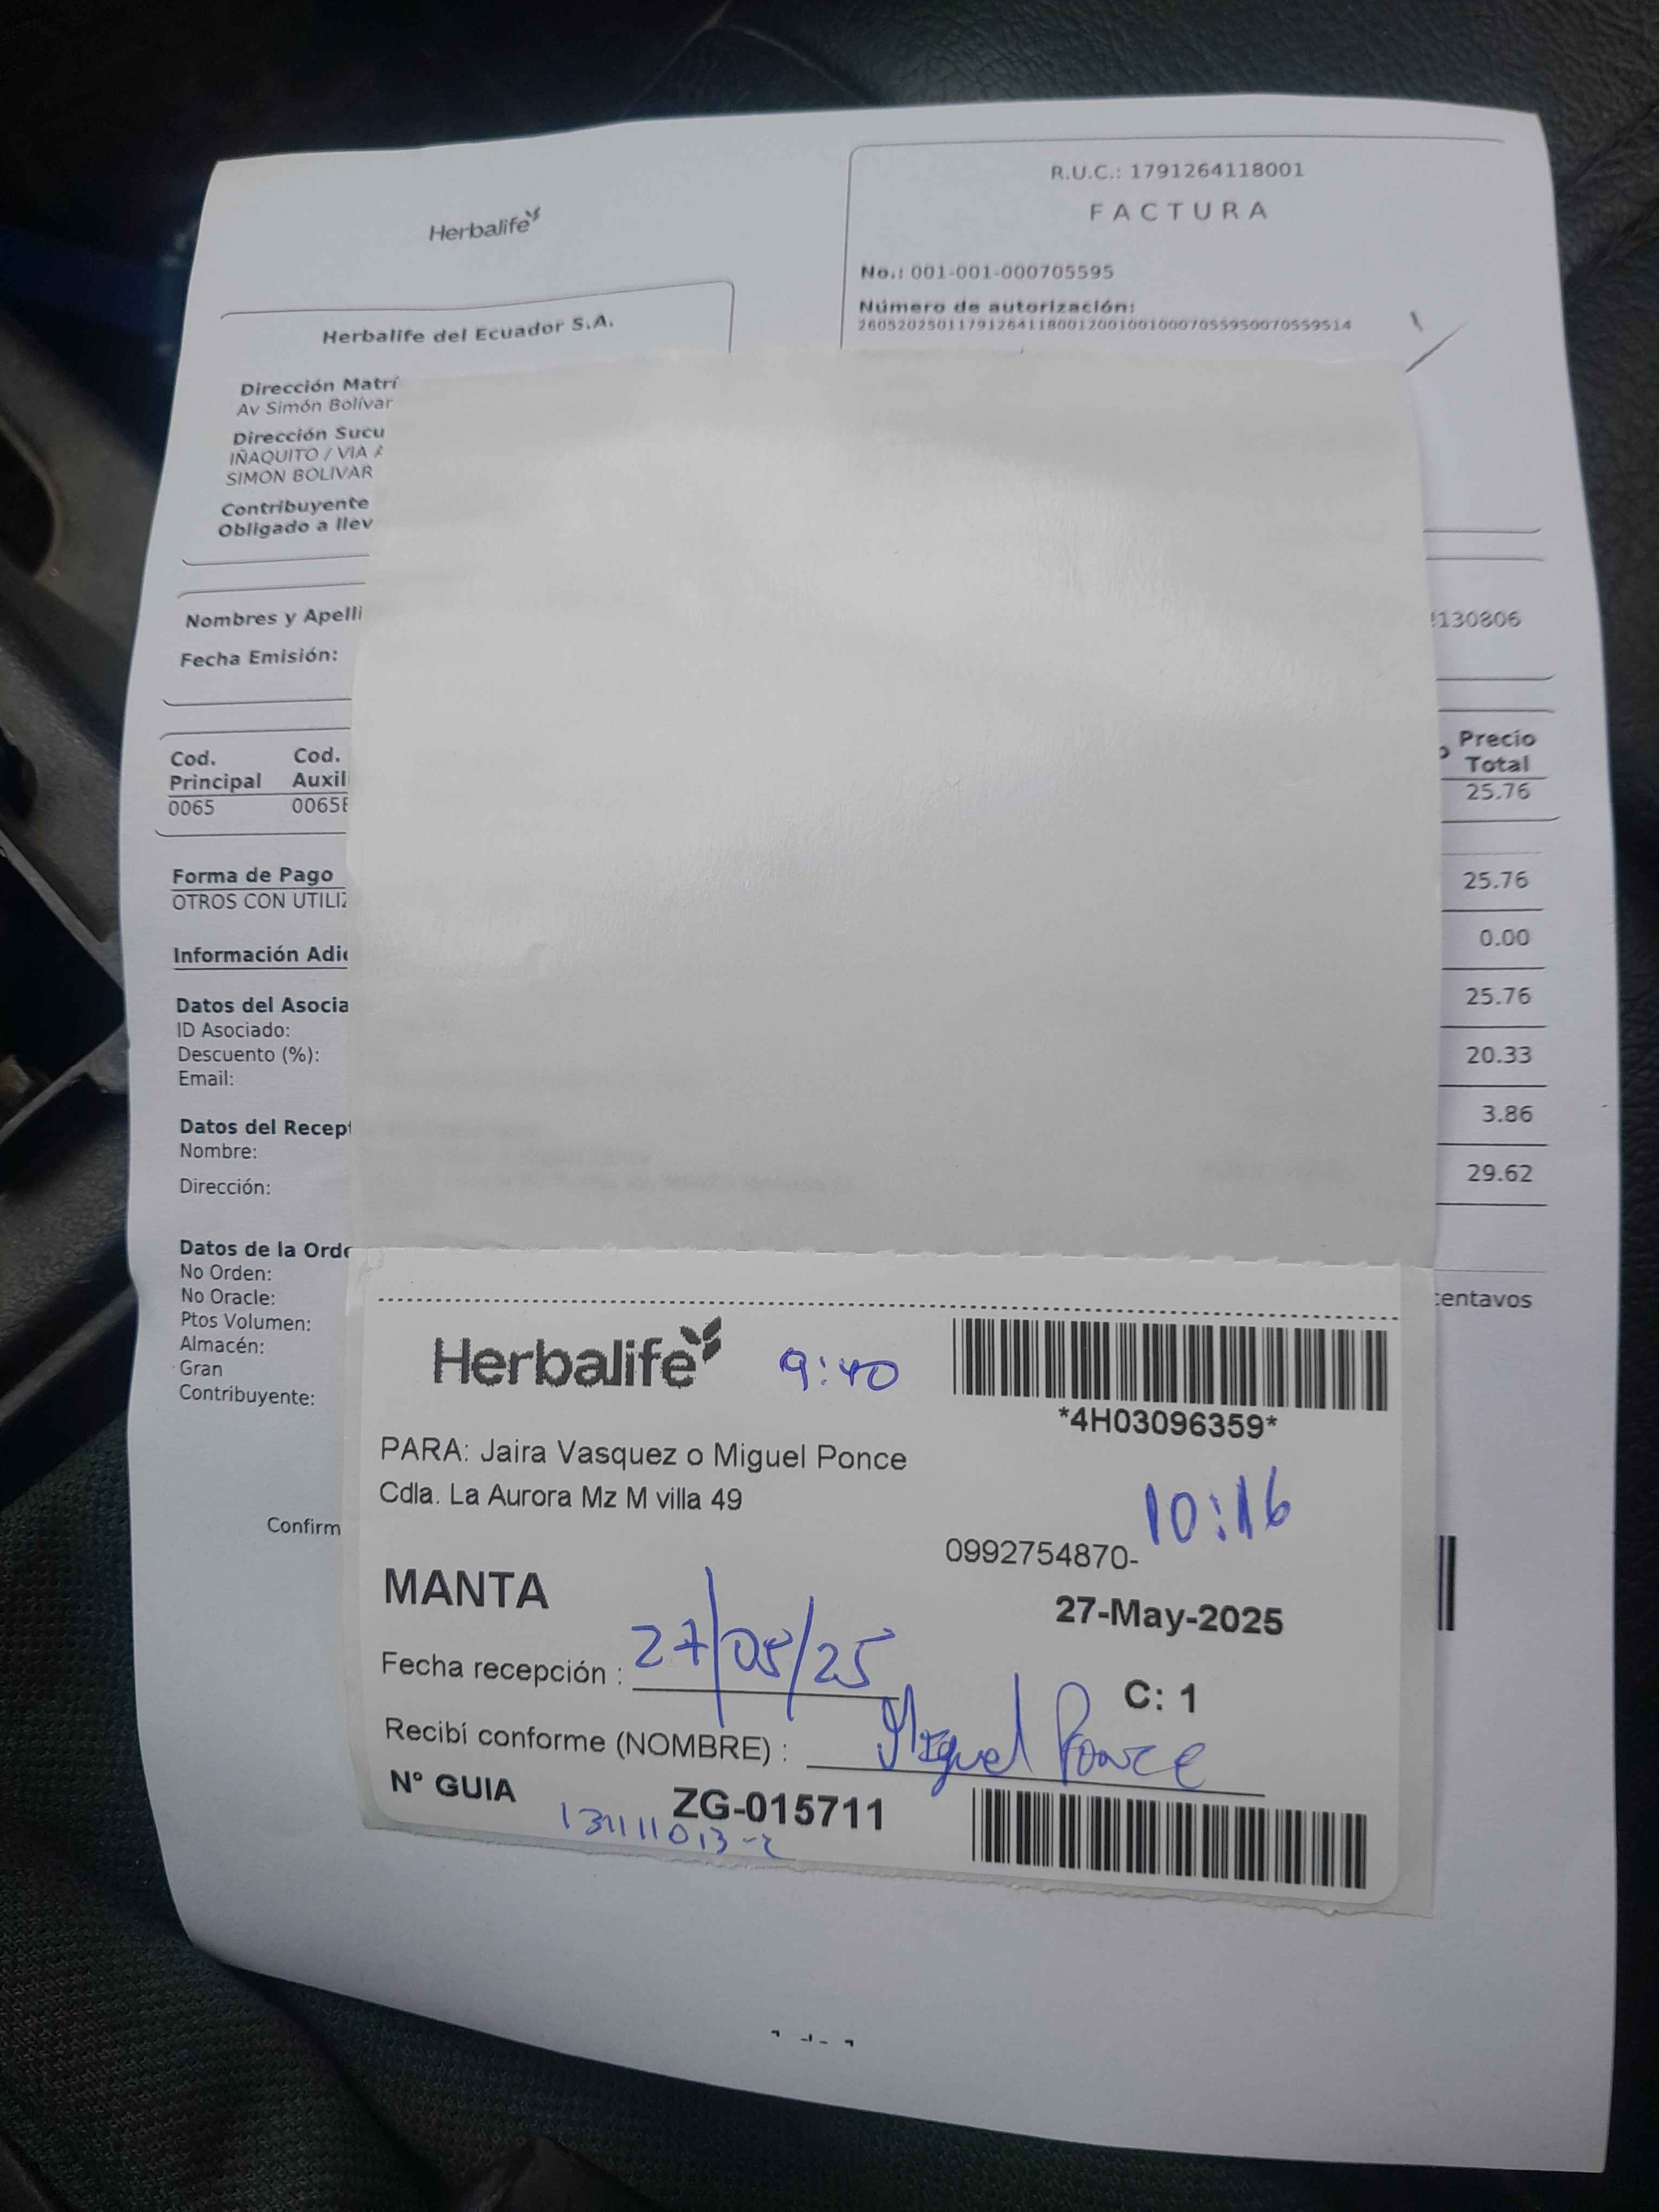 Herbalife
R.U.C.: 1791264118001
FACTURA
No.: 001-001-000705595
Número de autorización:
2605202501179126411800120010010007055950070559514
Herbalife del Ecuador S.A.
Dirección Matrí
Av Simón Bolívar
Dirección Sucu
IÑAQUITO / VIA
SIMON BOLIVAR
Contribuyente
Obligado a llev
Nombres y Apelli
130806
Fecha Emisión:
Cod. Principal
Cod. Auxil
Precio Total
0065
0065
25.76
Forma de Pago
OTROS CON UTILIZ
25.76
0.00
25.76
20.33
3.86
29.62
Información Adi
Datos del Asocia
ID Asociado:
Descuento (%):
Email:
Datos del Recept
Nombre:
Dirección:
Datos de la Orde
No Orden:
No Oracle:
centavos
Ptos Volumen:
Almacén:
Gran
Contribuyente:
Confirm
Herbalife 9:40
*4H03096359*
PARA: Jaira Vasquez o Miguel Ponce
Cdla. La Aurora Mz M villa 49
10:16
0992754870-
MANTA
27-May-2025
Fecha recepción : 27/05/25
C: 1
Recibí conforme (NOMBRE) : Miguel Ponce
N° GUIA ZG-015711